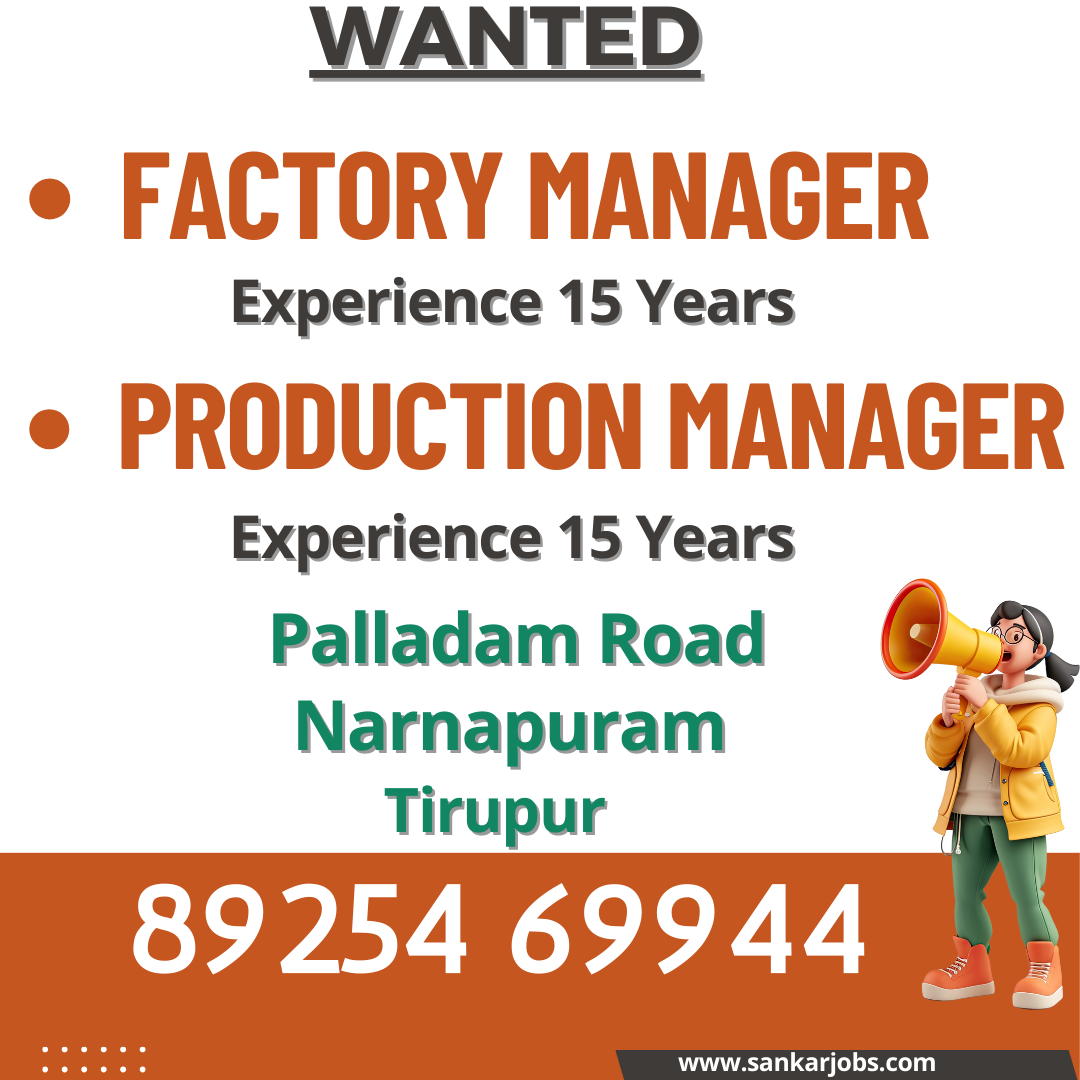 WANTED
FACTORY MANAGER
Experience 15 Years
PRODUCTION MANAGER
Experience 15 Years
Palladam Road
Narnapuram
Tirupur
89254 69944
www.sankarjobs.com